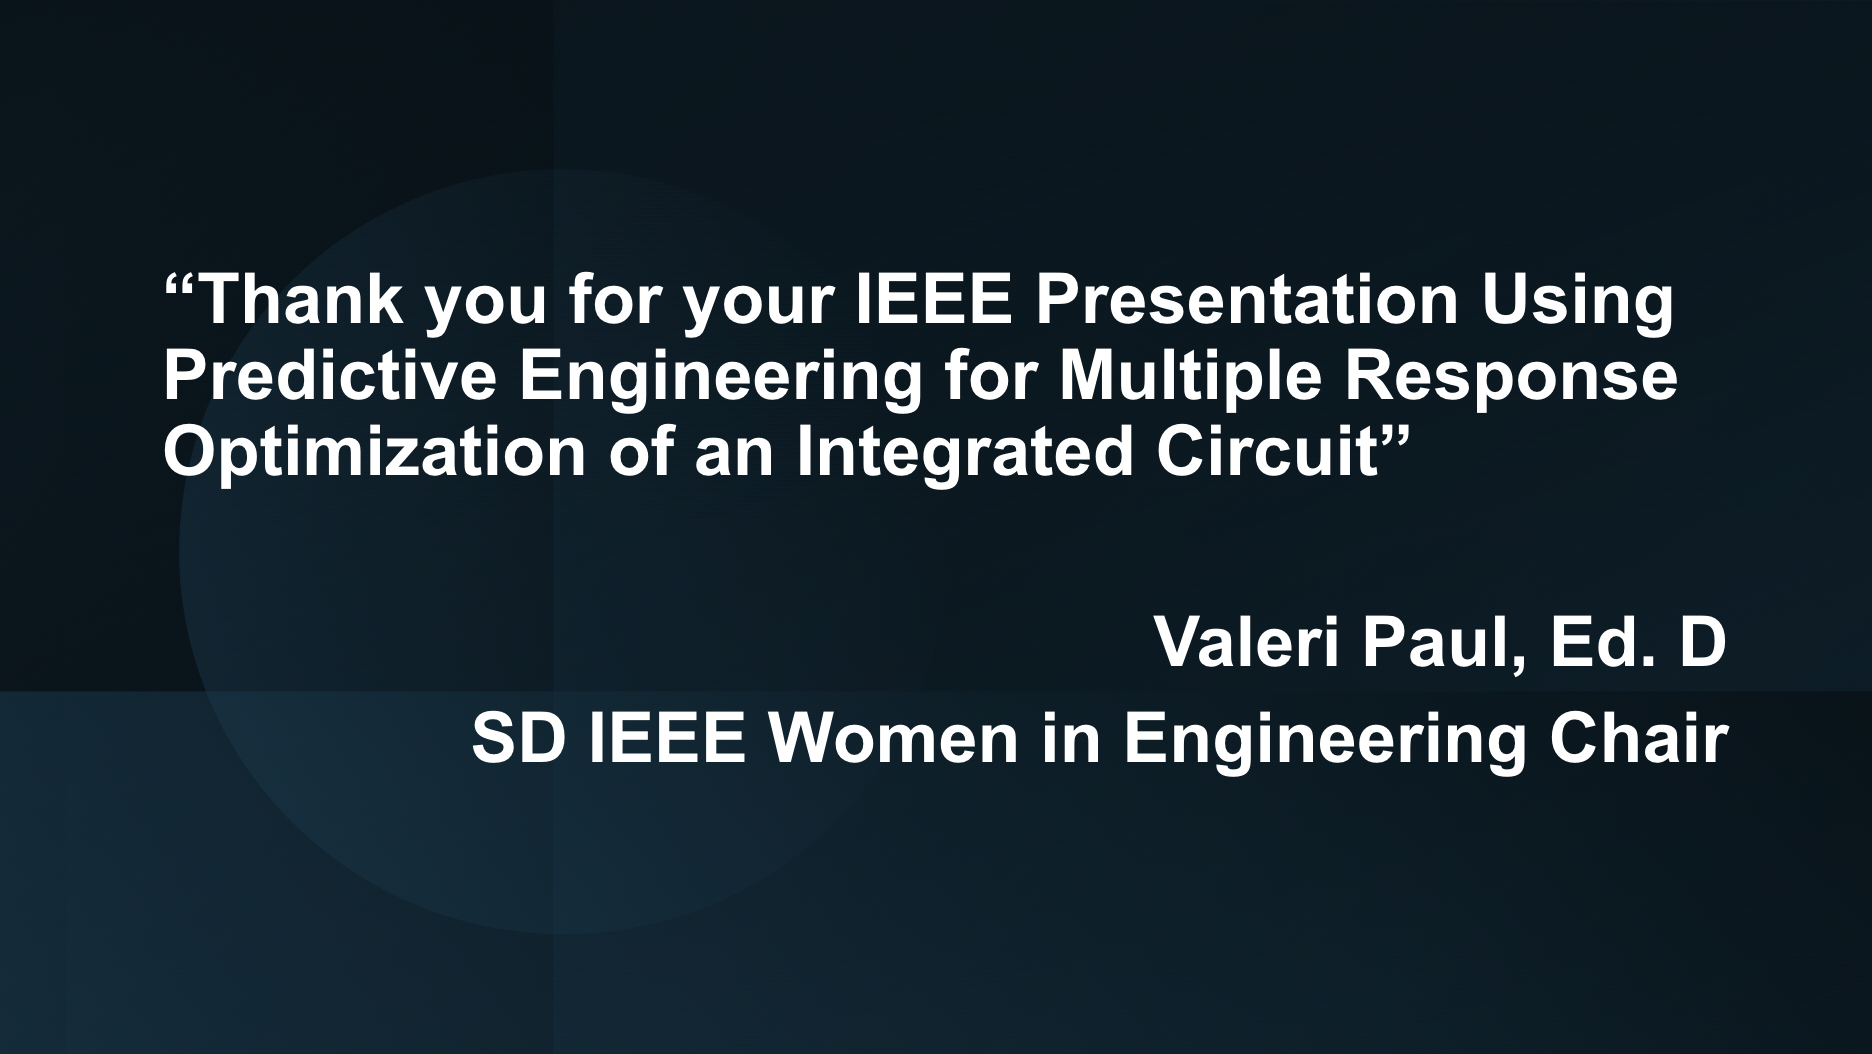 “Thank you for your IEEE Presentation Using
Predictive Engineering for Multiple Response
Optimization of an Integrated Circuit”
Valeri Paul, Ed. D
SD IEEE Women in Engineering Chair